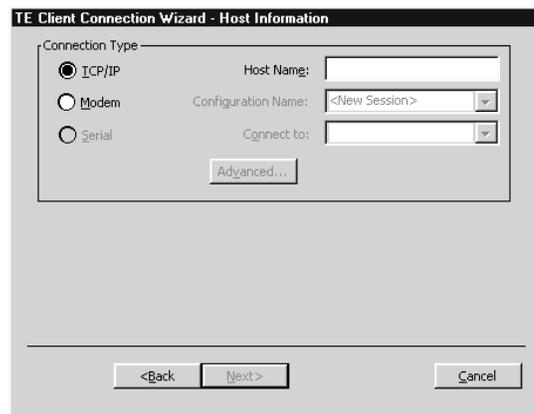 TE Client Connection Wizard - Host Information
Connection Type
TCP/IP
Host Name:
Modem
Configuration Name:
<New Session>
Serial
Connect to:
Advanced...
<Back
Next>
Cancel